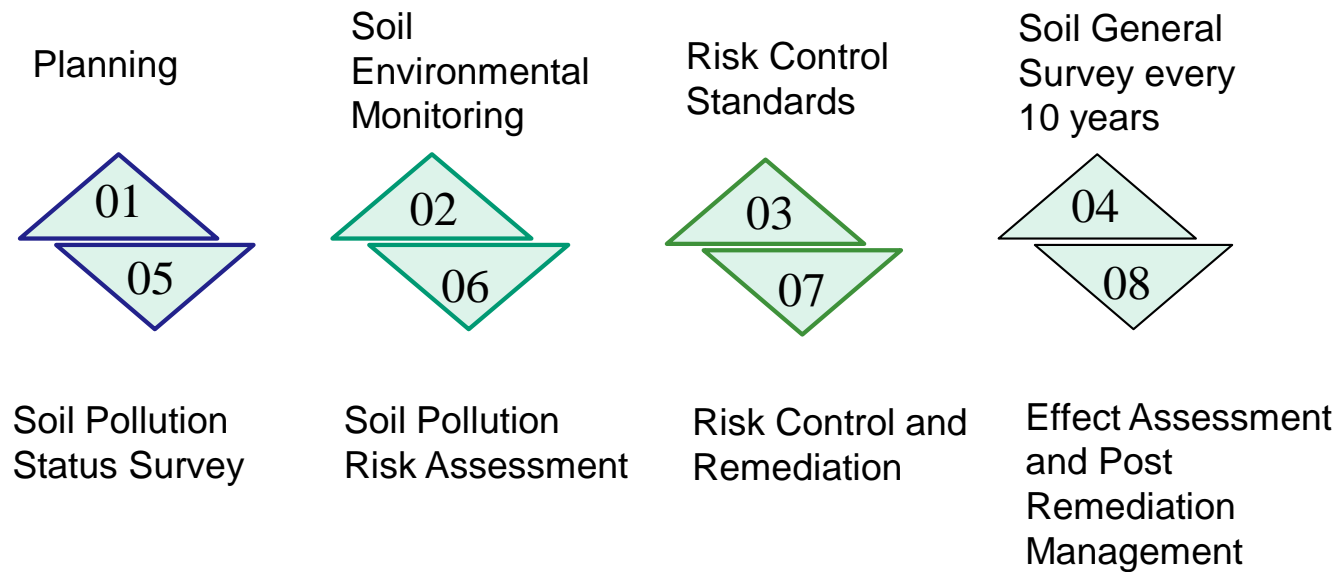 Planning
Soil
Environmental
Monitoring
Risk Control
Standards
Soil General
Survey every
10 years
01
02
03
04
05
06
07
08
Soil Pollution
Status Survey
Soil Pollution
Risk Assessment
Risk Control and
Remediation
Effect Assessment
and Post
Remediation
Management